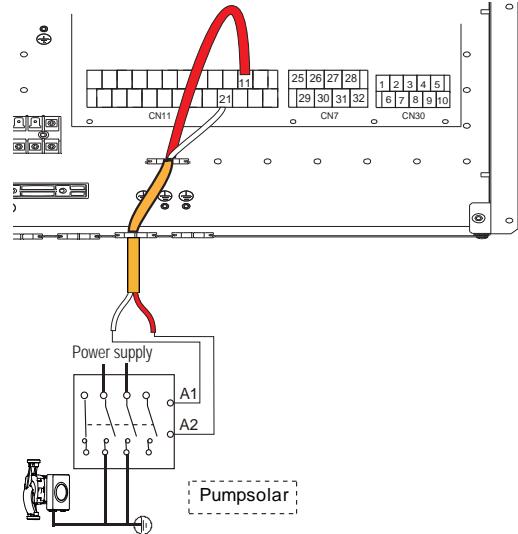 11
25 26 27 28
1 2 3 4 5
21
29 30 31 32
6 7 8 9 10
CN11
CN7
CN30
Power supply
A1
A2
Pumpsolar